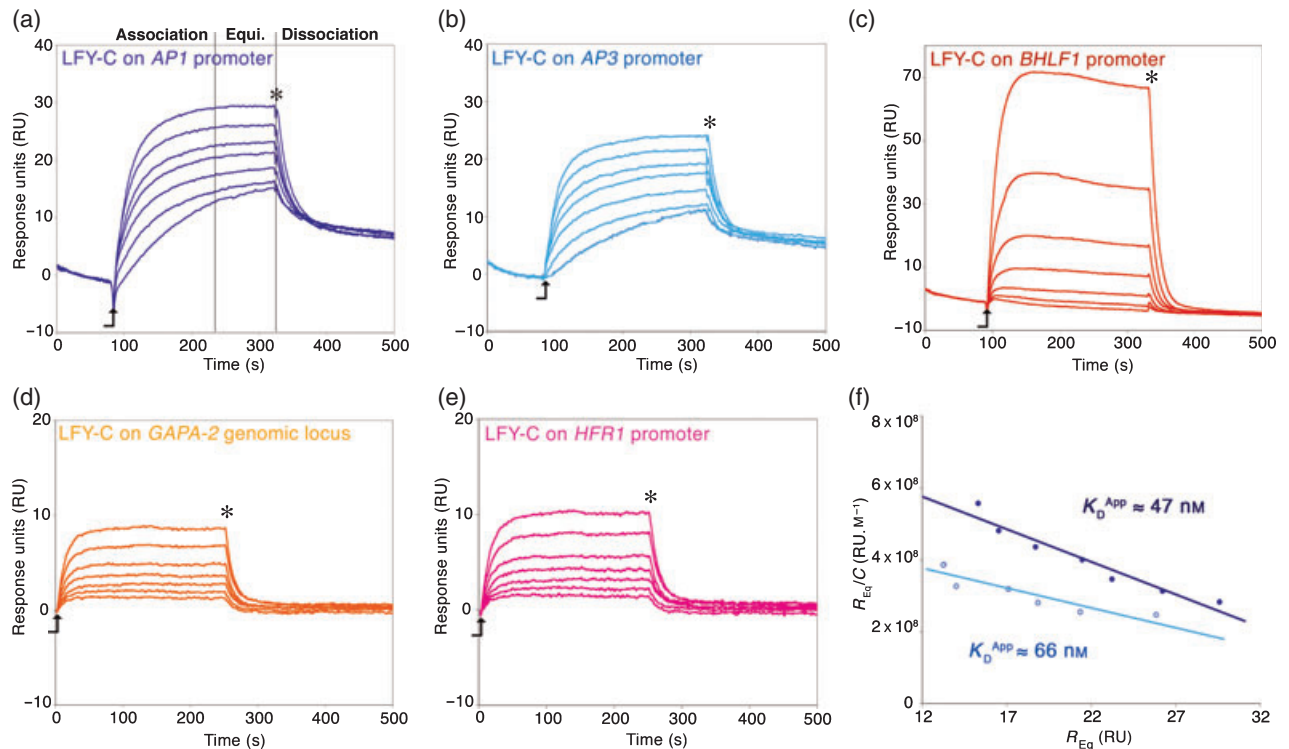 (a)
Association Equi. Dissociation
LFY-C on AP1 promoter
*
Response units (RU)
40
30
20
10
0
−10
0 100 200 300 400 500
Time (s)
(b)
LFY-C on AP3 promoter
*
Response units (RU)
40
30
20
10
0
−10
0 100 200 300 400 500
Time (s)
(c)
LFY-C on BHLF1 promoter
*
Response units (RU)
70
50
30
10
−10
0 100 200 300 400 500
Time (s)
(d)
LFY-C on GAPA-2 genomic locus
*
Response units (RU)
20
10
0
−10
0 100 200 300 400 500
Time (s)
(e)
LFY-C on HFR1 promoter
*
Response units (RU)
20
10
0
−10
0 100 200 300 400 500
Time (s)
(f)
R_Eq/C (RU.M⁻¹)
8 x 10⁸
6 x 10⁸
4 x 10⁸
2 x 10⁸
0
K_D^App ≈ 47 nM
K_D^App ≈ 66 nM
12 17 22 27 32
R_Eq (RU)